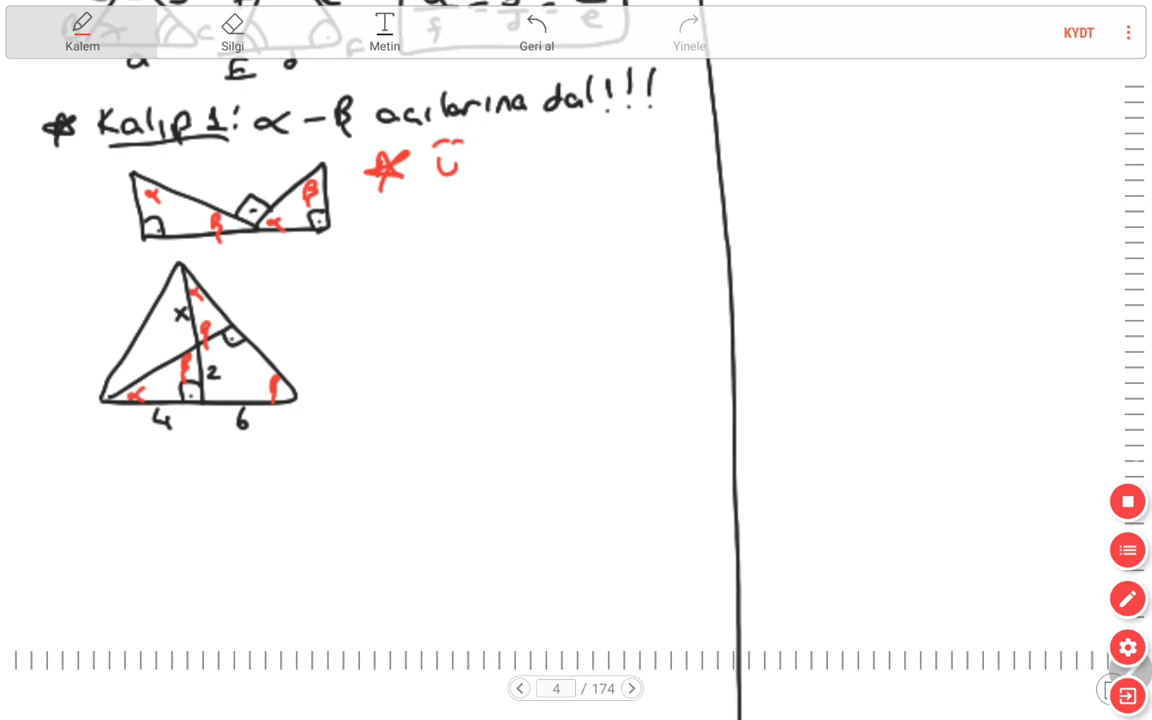 Kalem
Silgi
Metin
Geri al
Yinele
KYDT
c
f
e
a
E
Kalıp 1: α - β açılarına dal!!!
α β α β
α
x
β
β 2
α β
4 6
4 / 174